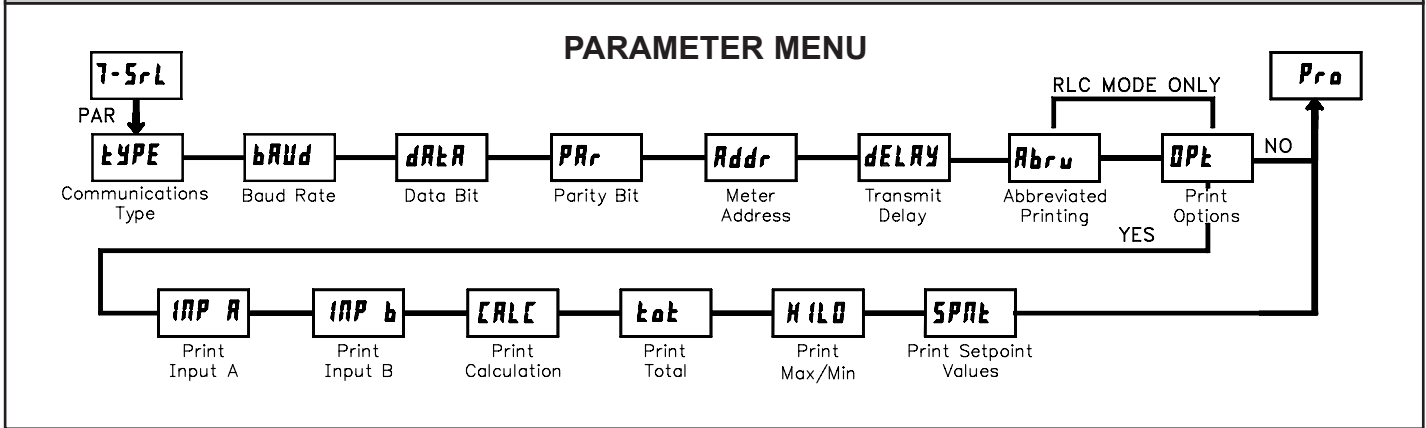 PARAMETER MENU
7-SrL
Pro
RLC MODE ONLY
PAR
tYPE
bAUd
dAtA
PAr
Addr
dELAY
Abrv
OPt
NO
Communications
Type
Baud Rate
Data Bit
Parity Bit
Meter
Address
Transmit
Delay
Abbreviated
Printing
Print
Options
YES
INP A
INP b
CALC
tot
HILO
SPNt
Print
Input A
Print
Input B
Print
Calculation
Print
Total
Print
Max/Min
Print Setpoint
Values